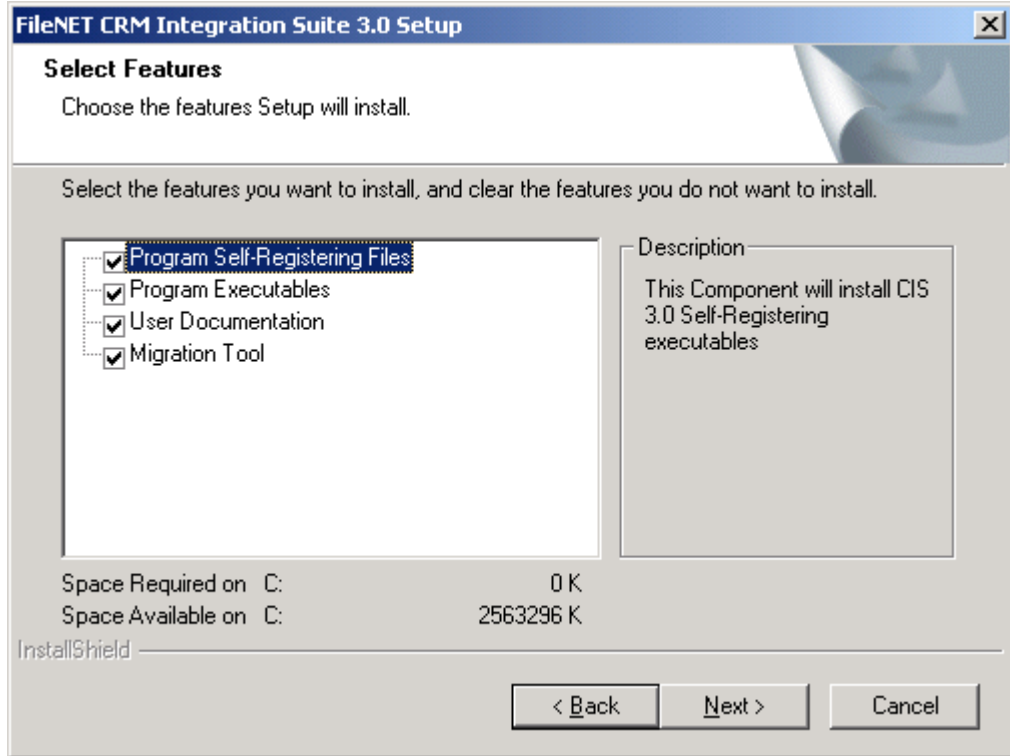 FileNET CRM Integration Suite 3.0 Setup
Select Features
Choose the features Setup will install.
Select the features you want to install, and clear the features you do not want to install.
Program Self-Registering Files
Program Executables
User Documentation
Migration Tool
Description
This Component will install CIS
3.0 Self-Registering
executables
Space Required on C: 0 K
Space Available on C: 2563296 K
InstallShield
< Back Next > Cancel